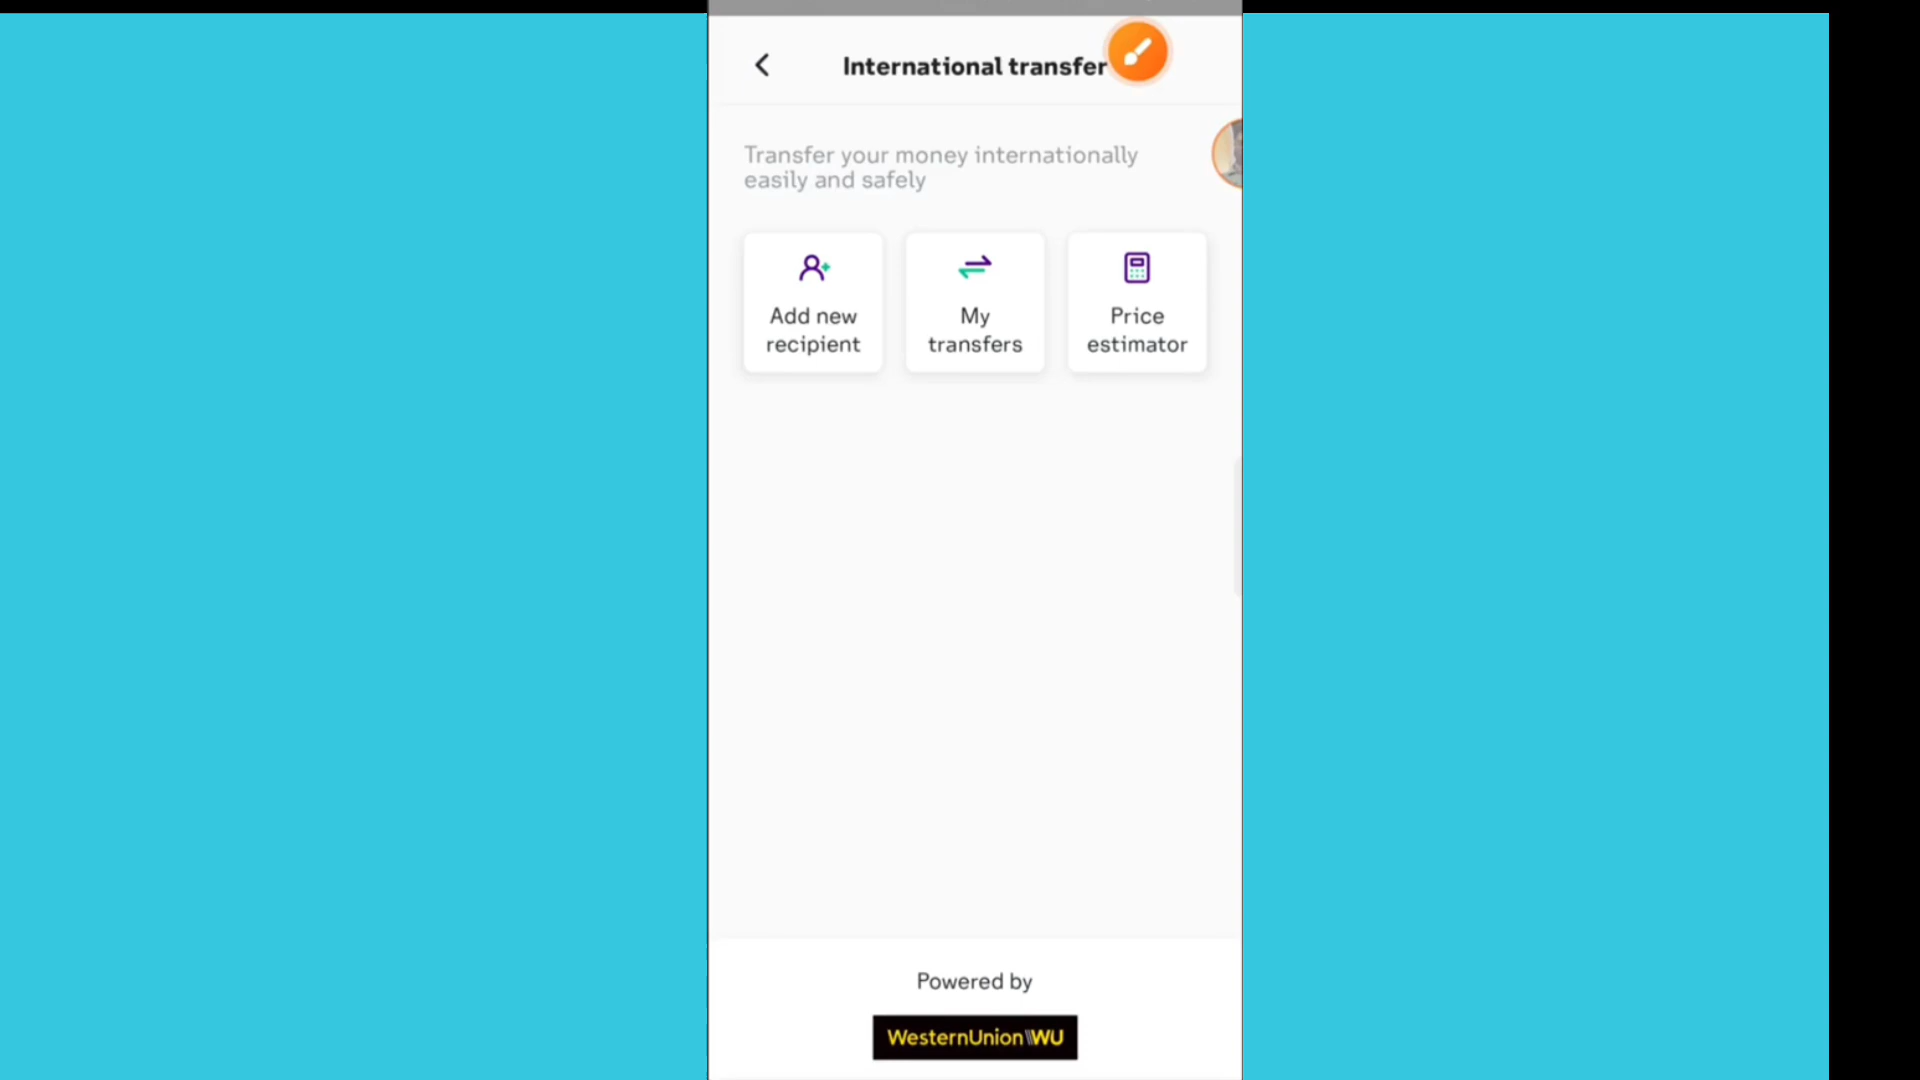 International transfer
Transfer your money internationally
easily and safely
Add new
recipient
My
transfers
Price
estimator
Powered by
WesternUnion\\WU